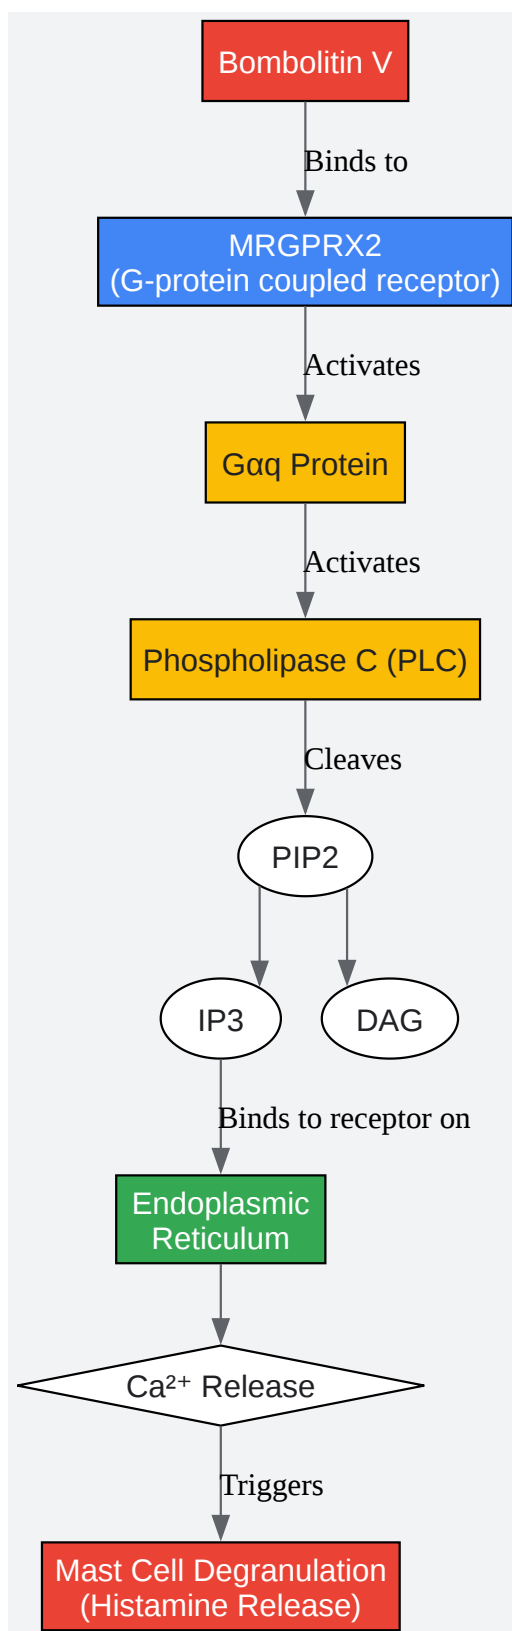 Bombolitin V
Binds to
MRGPRX2
(G-protein coupled receptor)
Activates
Gαq Protein
Activates
Phospholipase C (PLC)
Cleaves
PIP2
IP3
DAG
Binds to receptor on
Endoplasmic
Reticulum
Ca²⁺ Release
Triggers
Mast Cell Degranulation
(Histamine Release)